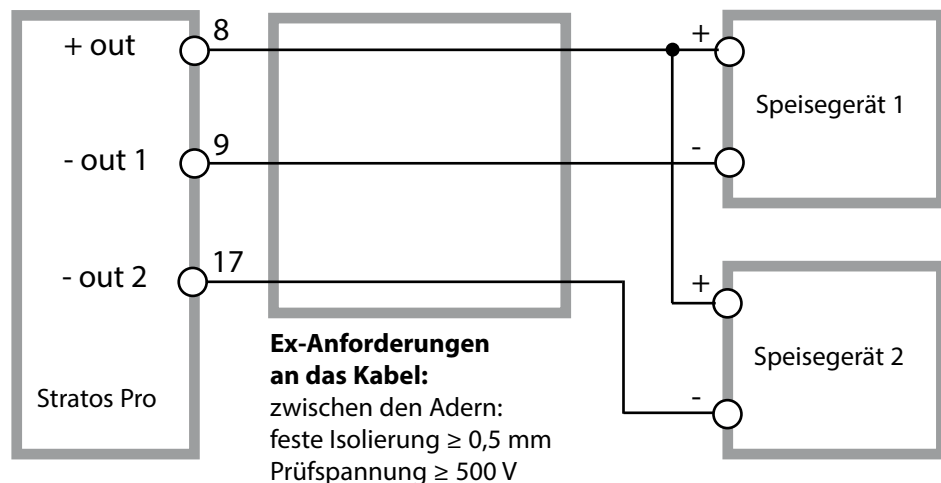 + out
8
+
Speisegerät 1
- out 1
9
-
- out 2
17
+
Speisegerät 2
-
Stratos Pro
Ex-Anforderungen
an das Kabel:
zwischen den Adern:
feste Isolierung ≥ 0,5 mm
Prüfspannung ≥ 500 V